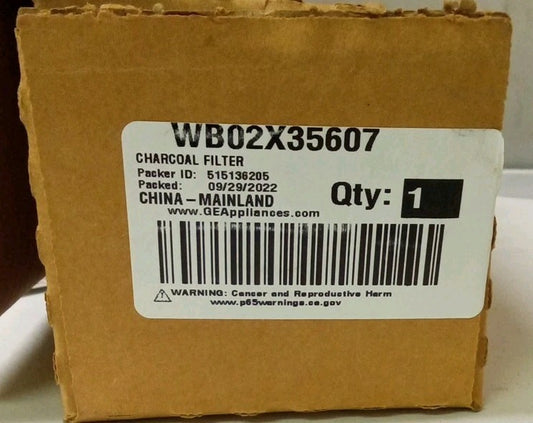 WB02X35607
CHARCOAL FILTER
Packer ID: 515136205
Packed: 09/29/2022
CHINA – MAINLAND
Qty: 1
www.GEAppliances.com
WARNING: Cancer and Reproductive Harm
www.p65warnings.ca.gov